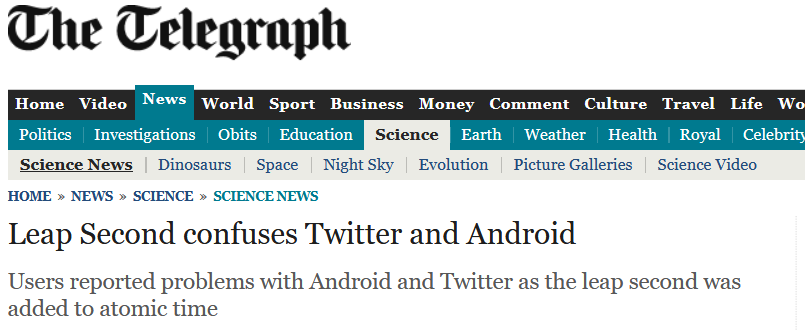 The Telegraph
Home Video News World Sport Business Money Comment Culture Travel Life Wo
Politics Investigations Obits Education Science Earth Weather Health Royal Celebrity
Science News Dinosaurs Space Night Sky Evolution Picture Galleries Science Video
HOME » NEWS » SCIENCE » SCIENCE NEWS
Leap Second confuses Twitter and Android
Users reported problems with Android and Twitter as the leap second was
added to atomic time